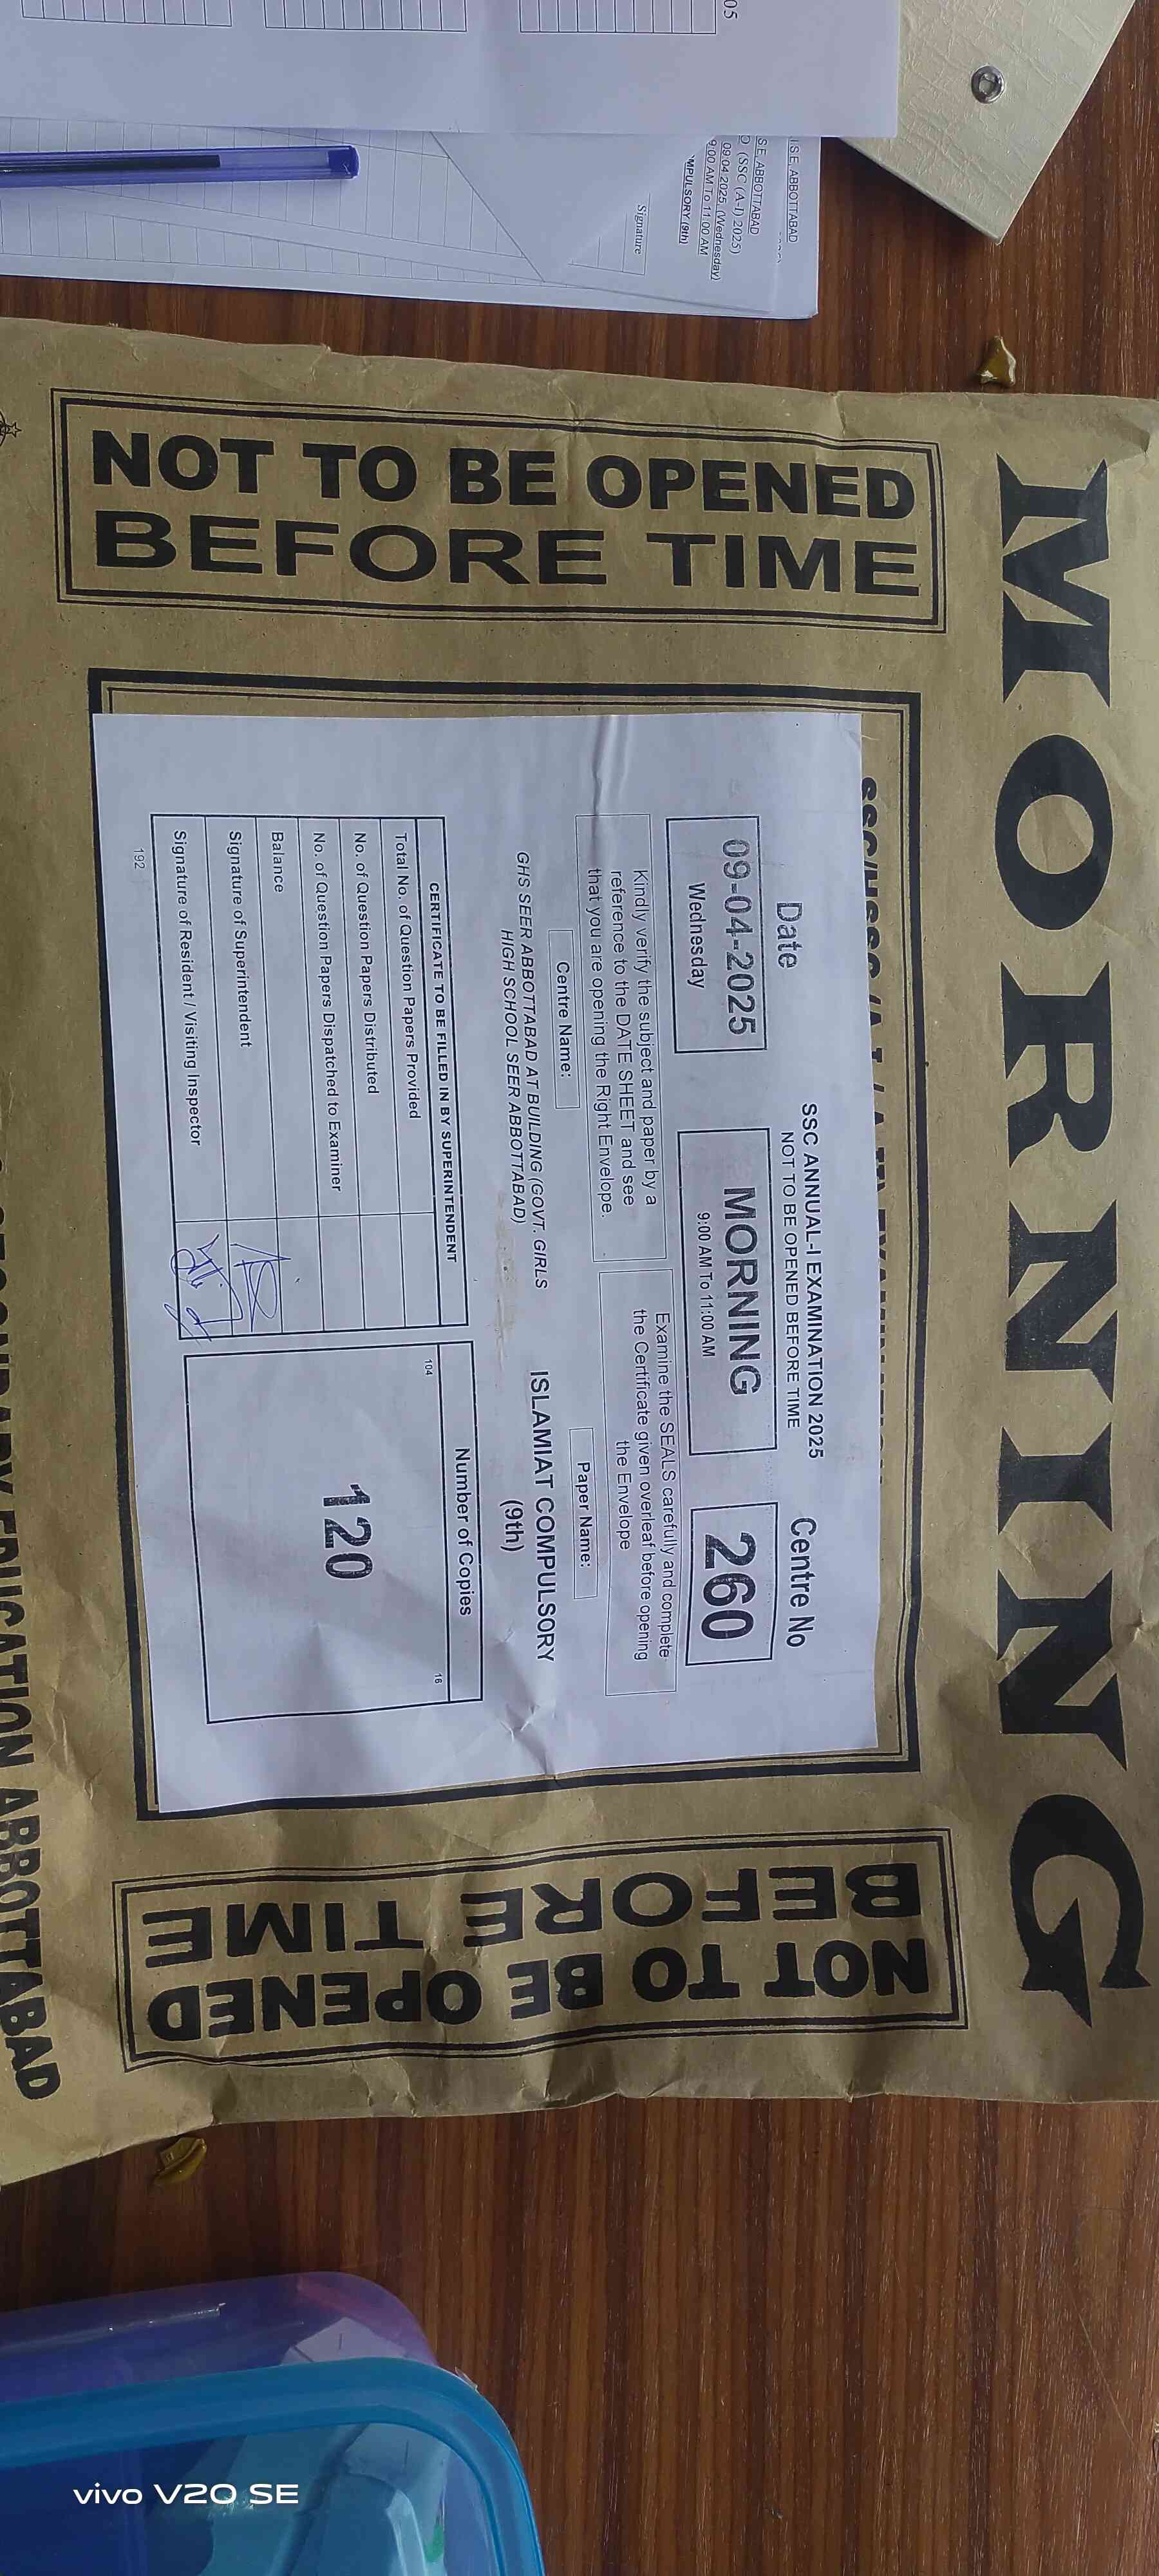 05
I.S.E, ABBOTTABAD
S.E, ABBOTTABAD
(SSC (A-I) 2025)
09.04.2025, (Wednesday)
9:00 AM To 11:00 AM
MPULSORY (9th)
Signature
MORNING
NOT TO BE OPENED
BEFORE TIME
SSC ANNUAL-I EXAMINATION 2025
NOT TO BE OPENED BEFORE TIME
Date
09-04-2025
Wednesday
MORNING
9:00 AM To 11:00 AM
Centre No
260
Kindly verify the subject and paper by a
reference to the DATE SHEET and see
that you are opening the Right Envelope.
Examine the SEALS carefully and complete
the Certificate given overleaf before opening
the Envelope
Centre Name:
GHS SEER ABBOTTABAD AT BUILDING (GOVT. GIRLS
HIGH SCHOOL SEER ABBOTTABAD)
Paper Name:
ISLAMIAT COMPULSORY
(9th)
CERTIFICATE TO BE FILLED IN BY SUPERINTENDENT
Total No. of Question Papers Provided
No. of Question Papers Distributed
No. of Question Papers Dispatched to Examiner
Balance
Signature of Superintendent
Signature of Resident / Visiting Inspector
192
Number of Copies
104
16
120
NOT TO BE OPENED
BEFORE TIME
SECONDARY EDUCATION ABBOTTABAD
vivo V20 SE